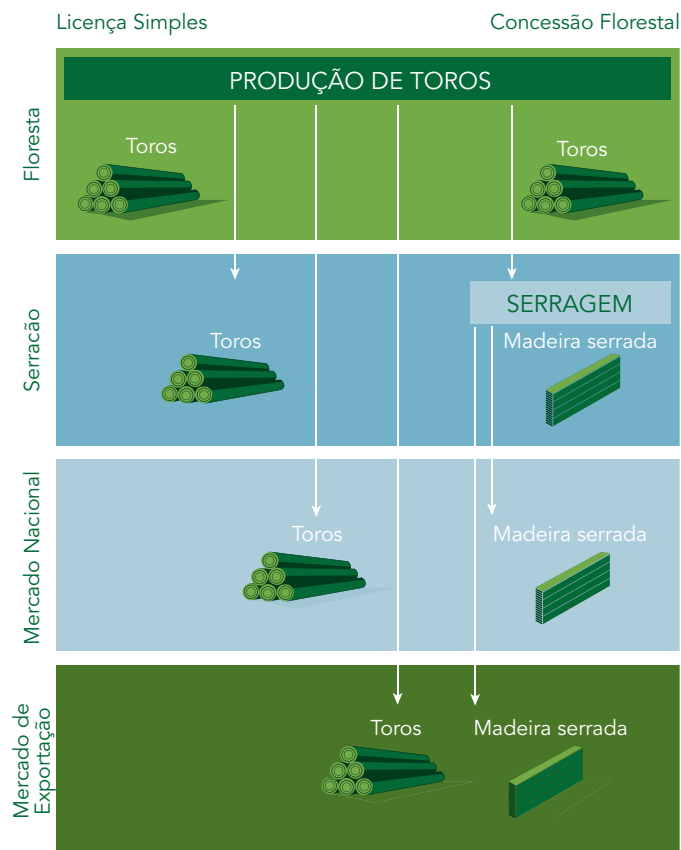 Licença Simples
Concessão Florestal
PRODUÇÃO DE TOROS
Floresta
Toros
Toros
Serracão
SERRAGEM
Toros
Madeira serrada
Mercado Nacional
Toros
Madeira serrada
Mercado de
Exportação
Toros
Madeira serrada